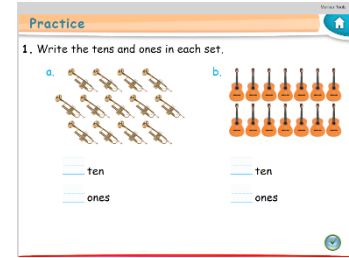 Practice
1. Write the tens and ones in each set.
a.
b.
ten
ten
ones
ones